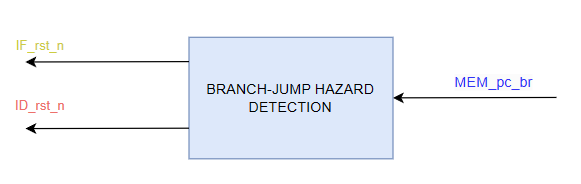 IF_rst_n
BRANCH-JUMP HAZARD
DETECTION
MEM_pc_br
ID_rst_n